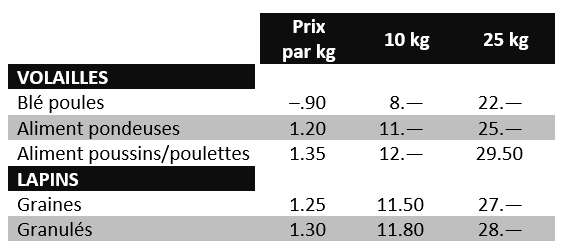 Prix par kg 10 kg 25 kg
VOLAILLES
Blé poules –.90 8.— 22.—
Aliment pondeuses 1.20 11.— 25.—
Aliment poussins/poulettes 1.35 12.— 29.50
LAPINS
Graines 1.25 11.50 27.—
Granulés 1.30 11.80 28.—